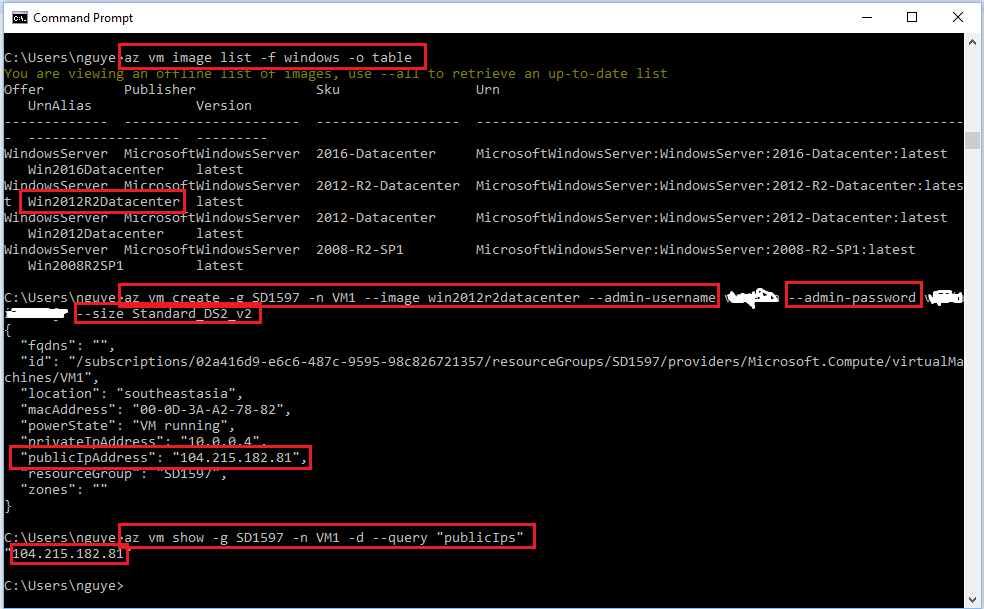 Command Prompt
C:\Users\nguye>az vm image list -f windows -o table
You are viewing an offline list of images, use --all to retrieve an up-to-date list
Offer          Publisher               Sku                 Urn
   UrnAlias             Version
-------------  ----------------------  ------------------  -------------------------------------------------------------
-  -------------------  ---------
WindowsServer  MicrosoftWindowsServer  2016-Datacenter     MicrosoftWindowsServer:WindowsServer:2016-Datacenter:latest
   Win2016Datacenter    latest
WindowsServer  MicrosoftWindowsServer  2012-R2-Datacenter  MicrosoftWindowsServer:WindowsServer:2012-R2-Datacenter:lates
t  Win2012R2Datacenter  latest
WindowsServer  MicrosoftWindowsServer  2012-Datacenter     MicrosoftWindowsServer:WindowsServer:2012-Datacenter:latest
   Win2012Datacenter    latest
WindowsServer  MicrosoftWindowsServer  2008-R2-SP1         MicrosoftWindowsServer:WindowsServer:2008-R2-SP1:latest
   Win2008R2SP1         latest
C:\Users\nguye>az vm create -g SD1597 -n VM1 --image win2012r2datacenter --admin-username --admin-password
--size Standard_DS2_v2
{
  "fqdns": "",
  "id": "/subscriptions/02a416d9-e6c6-487c-9595-98c826721357/resourceGroups/SD1597/providers/Microsoft.Compute/virtualMa
chines/VM1",
  "location": "southeastasia",
  "macAddress": "00-0D-3A-A2-78-82",
  "powerState": "VM running",
  "privateIpAddress": "10.0.0.4",
  "publicIpAddress": "104.215.182.81",
  "resourceGroup": "SD1597",
  "zones": ""
}
C:\Users\nguye>az vm show -g SD1597 -n VM1 -d --query "publicIps"
"104.215.182.81"
C:\Users\nguye>